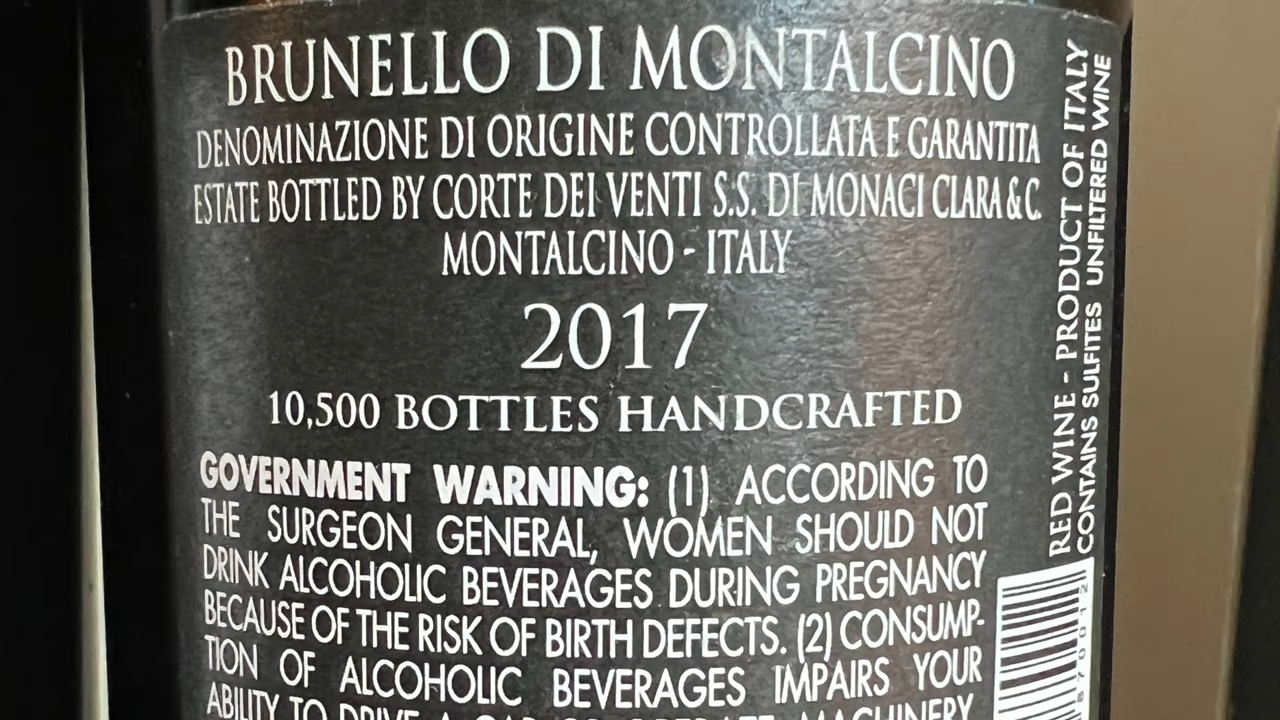 BRUNELLO DI MONTALCINO
DENOMINAZIONE DI ORIGINE CONTROLLATA E GARANTITA
ESTATE BOTTLED BY CORTE DEI VENTI S.S. DI MONACI CLARA & C.
MONTALCINO - ITALY
2017
10,500 BOTTLES HANDCRAFTED
GOVERNMENT WARNING: (1) ACCORDING TO
THE SURGEON GENERAL, WOMEN SHOULD NOT
DRINK ALCOHOLIC BEVERAGES DURING PREGNANCY
BECAUSE OF THE RISK OF BIRTH DEFECTS. (2) CONSUMP-
TION OF ALCOHOLIC BEVERAGES IMPAIRS YOUR
ABILITY TO DRIVE A CAR OR OPERATE MACHINERY,
RED WINE - PRODUCT OF ITALY
CONTAINS SULFITES UNFILTERED WINE